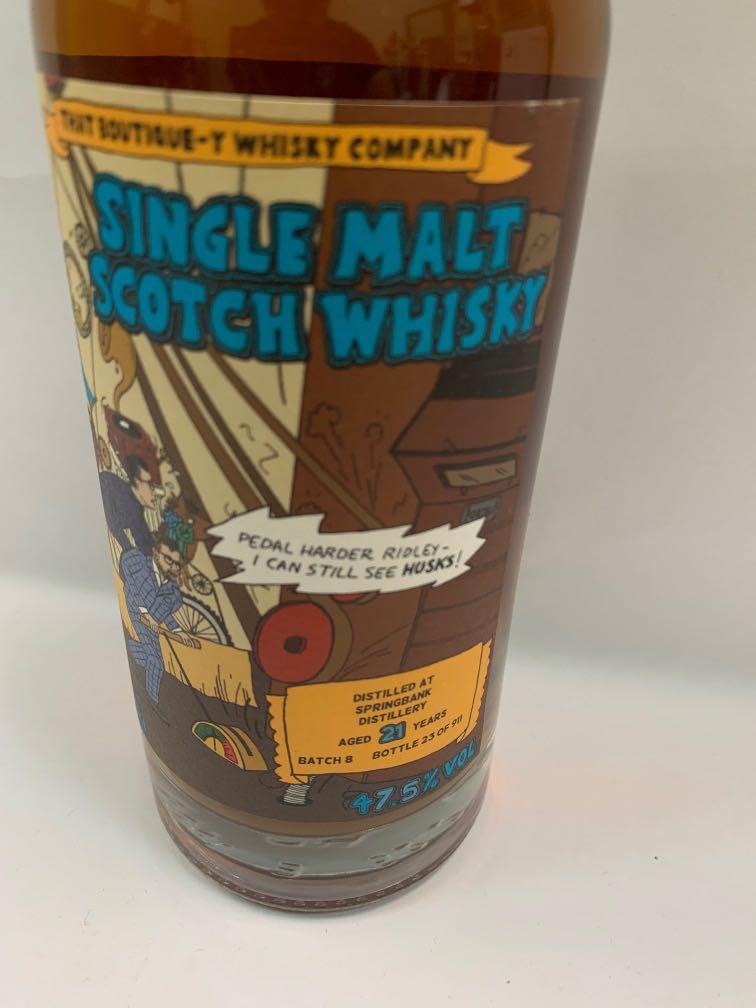 THAT BOUTIQUE-Y WHISKY COMPANY
SINGLE MALT
SCOTCH WHISKY
PEDAL HARDER RIDLEY-
I CAN STILL SEE HUSKS!
DISTILLED AT
SPRINGBANK
DISTILLERY
AGED 21 YEARS
BATCH 8 BOTTLE 23 OF 911
47.5% VOL